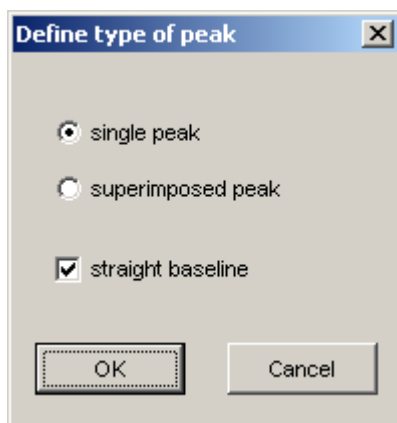 Define type of peak
single peak
superimposed peak
straight baseline
OK
Cancel